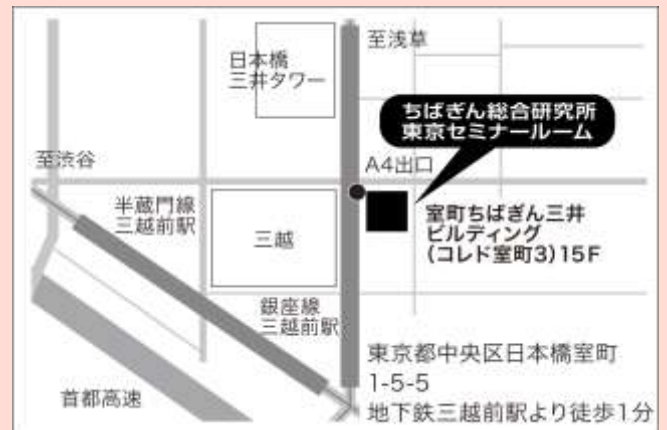 至浅草
日本橋
三井タワー
ちばぎん総合研究所
東京セミナールーム
至渋谷
A4出口
半蔵門線
三越前駅
三越
室町ちばぎん三井
ビルディング
(コレド室町3)15F
銀座線
三越前駅
東京都中央区日本橋室町
1-5-5
地下鉄三越前駅より徒歩1分
首都高速